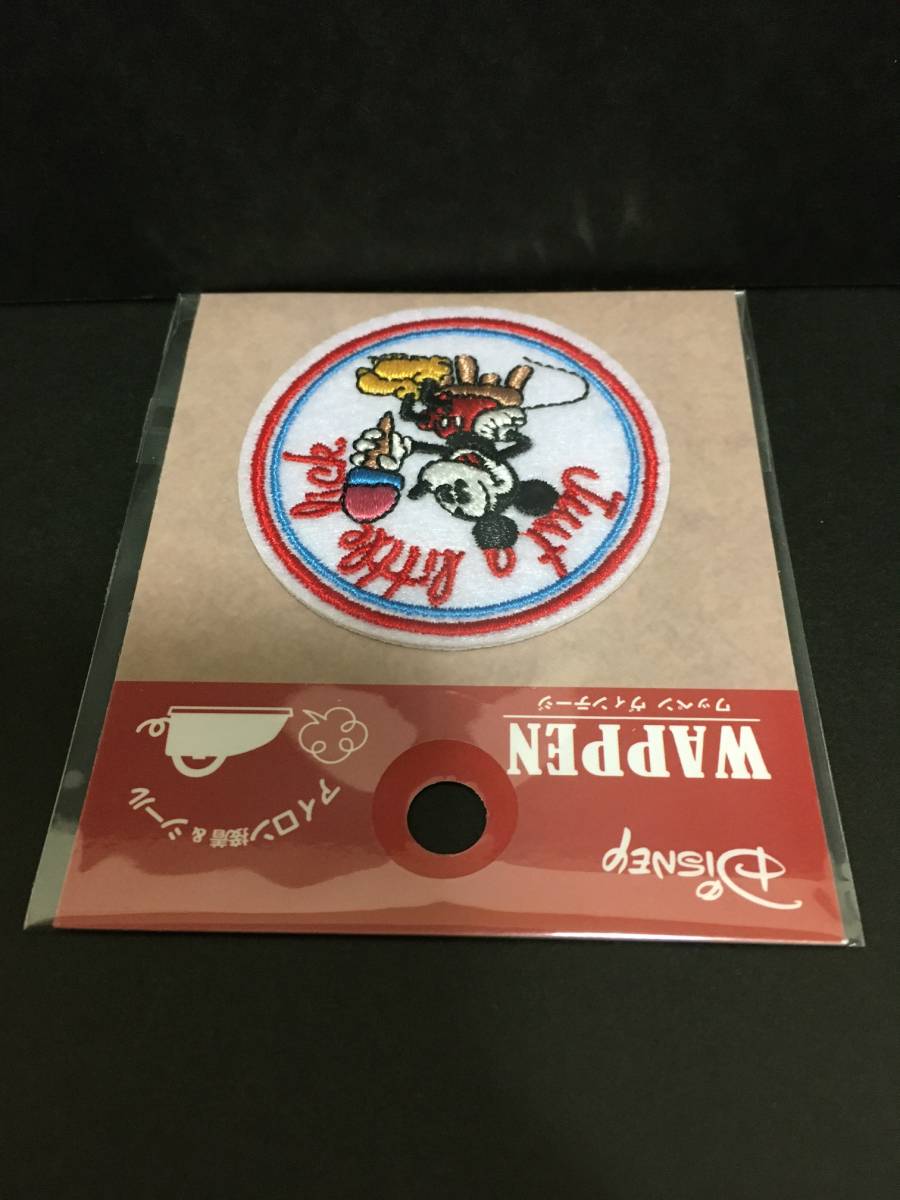 Disney
WAPPEN
ワッペン ヴィンテージ
アイロン接着&シール
Just a little lick.